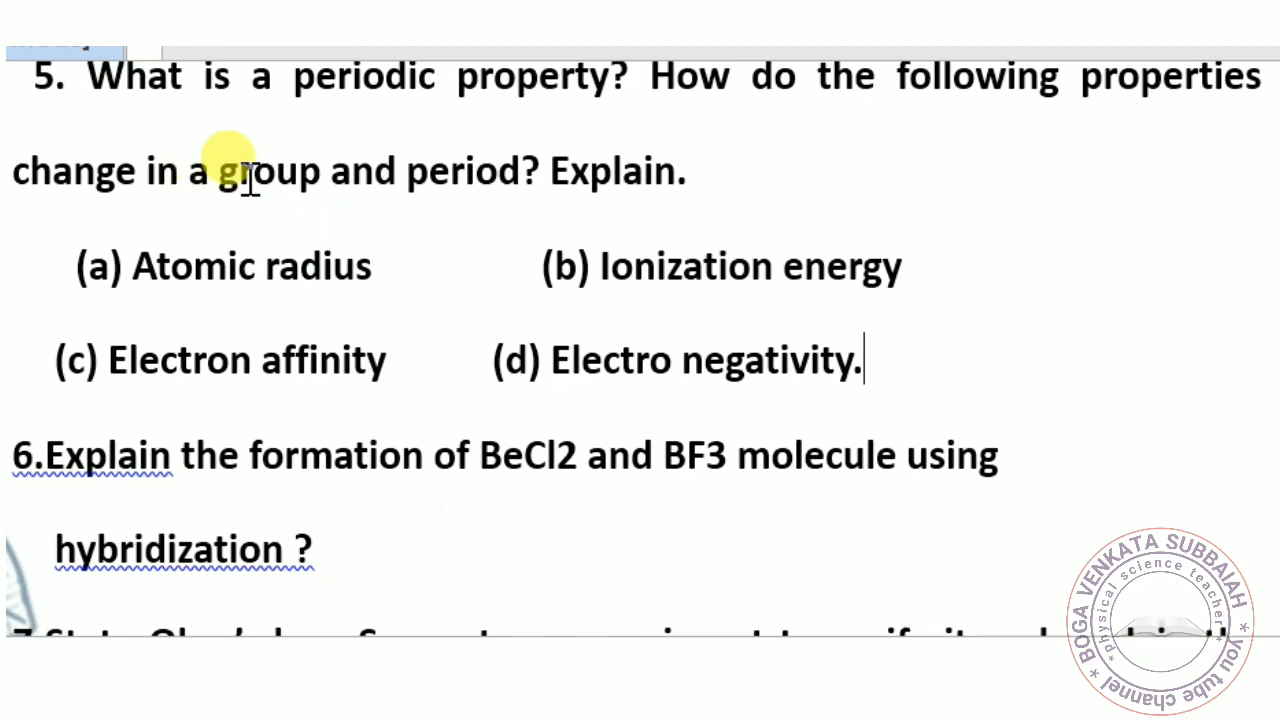 5. What is a periodic property? How do the following properties
change in a group and period? Explain.
(a) Atomic radius (b) Ionization energy
(c) Electron affinity (d) Electro negativity.
6.Explain the formation of BeCl2 and BF3 molecule using
hybridization ?
* BOGA VENKATA SUBBAIAH * you tube channel
*physical science teacher*